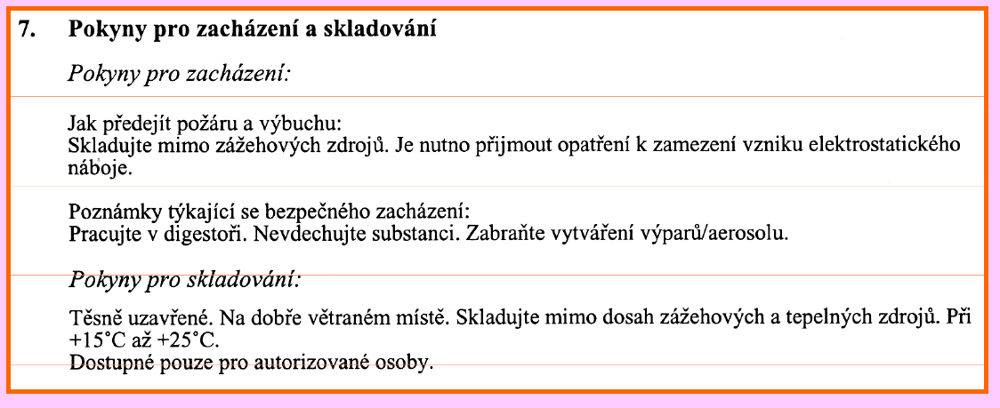 7. Pokyny pro zacházení a skladování
Pokyny pro zacházení:
Jak předejít požáru a výbuchu:
Skladujte mimo zážehových zdrojů. Je nutno přijmout opatření k zamezení vzniku elektrostatického
náboje.
Poznámky týkající se bezpečného zacházení:
Pracujte v digestoři. Nevdechujte substanci. Zabraňte vytváření výparů/aerosolu.
Pokyny pro skladování:
Těsně uzavřené. Na dobře větraném místě. Skladujte mimo dosah zážehových a tepelných zdrojů. Při
+15˚C až +25˚C.
Dostupné pouze pro autorizované osoby.